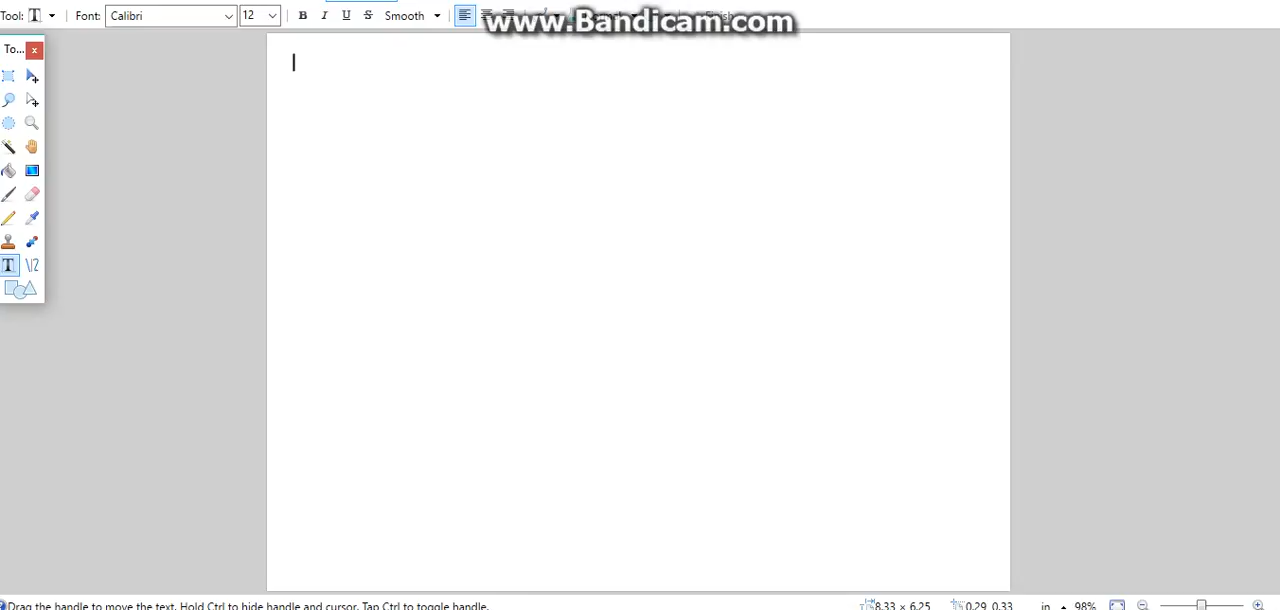 Tool: T Font: Calibri 12 B I U S Smooth
www.Bandicam.com
To... x
Drag the handle to move the text. Hold Ctrl to hide handle and cursor. Tap Ctrl to toggle handle.
8.33 × 6.25 0.29, 0.33 in 98%